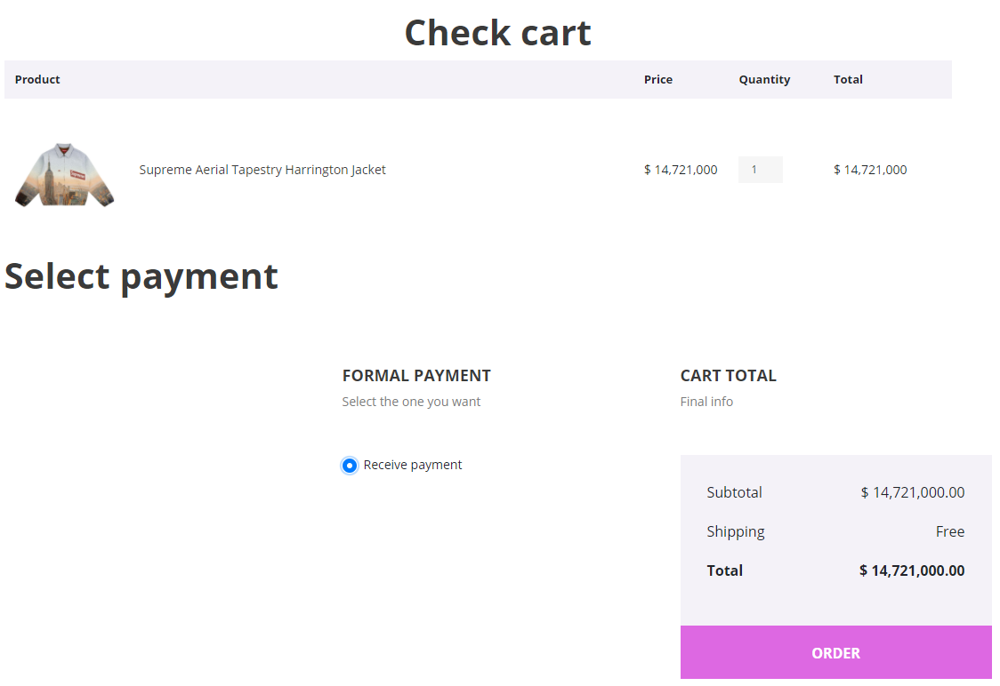 Check cart
Product Price Quantity Total
Supreme Aerial Tapestry Harrington Jacket $ 14,721,000 1 $ 14,721,000
Select payment
FORMAL PAYMENT CART TOTAL
Select the one you want Final info
Receive payment
Subtotal $ 14,721,000.00
Shipping Free
Total $ 14,721,000.00
ORDER